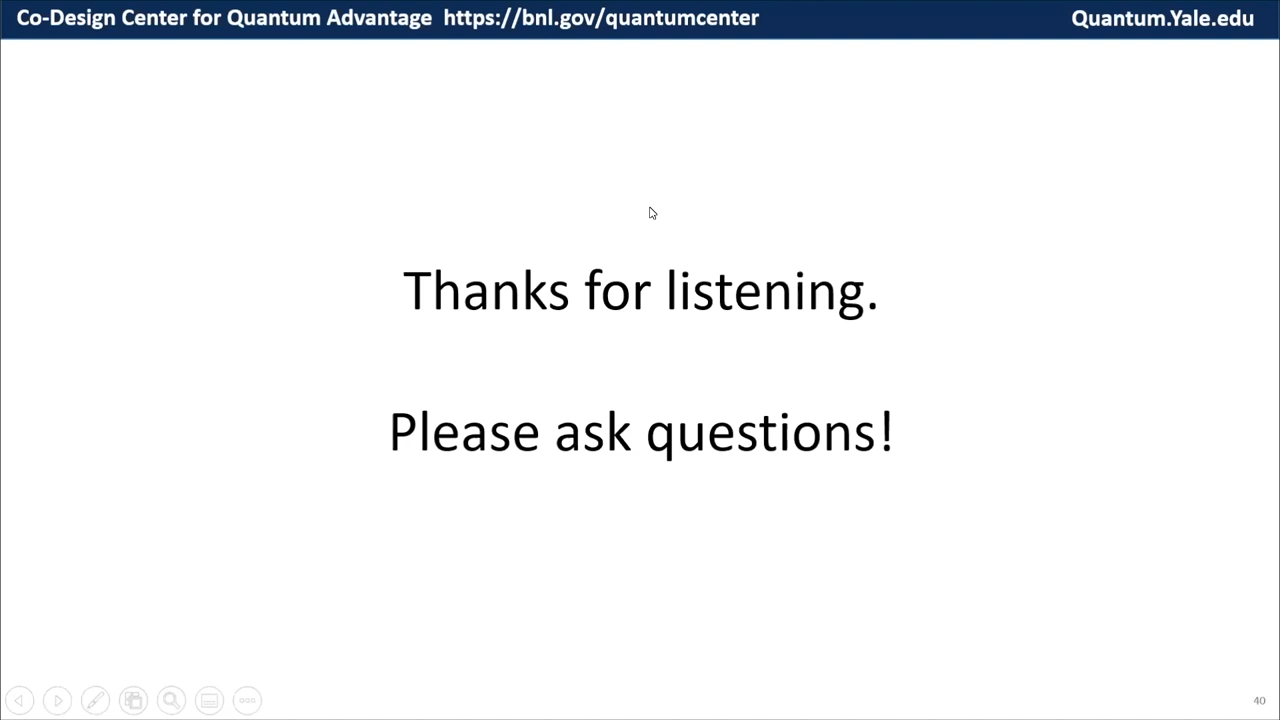 Co-Design Center for Quantum Advantage https://bnl.gov/quantumcenter Quantum.Yale.edu
Thanks for listening.
Please ask questions!
40